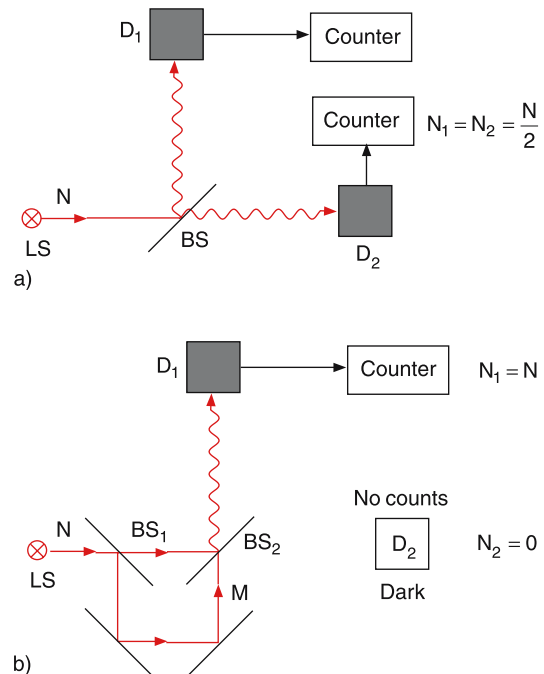 D₁
Counter
Counter
N₁ = N₂ = N/2
N
LS
BS
D₂
a)
D₁
Counter
N₁ = N
No counts
N
BS₁
BS₂
D₂
N₂ = 0
LS
M
Dark
b)